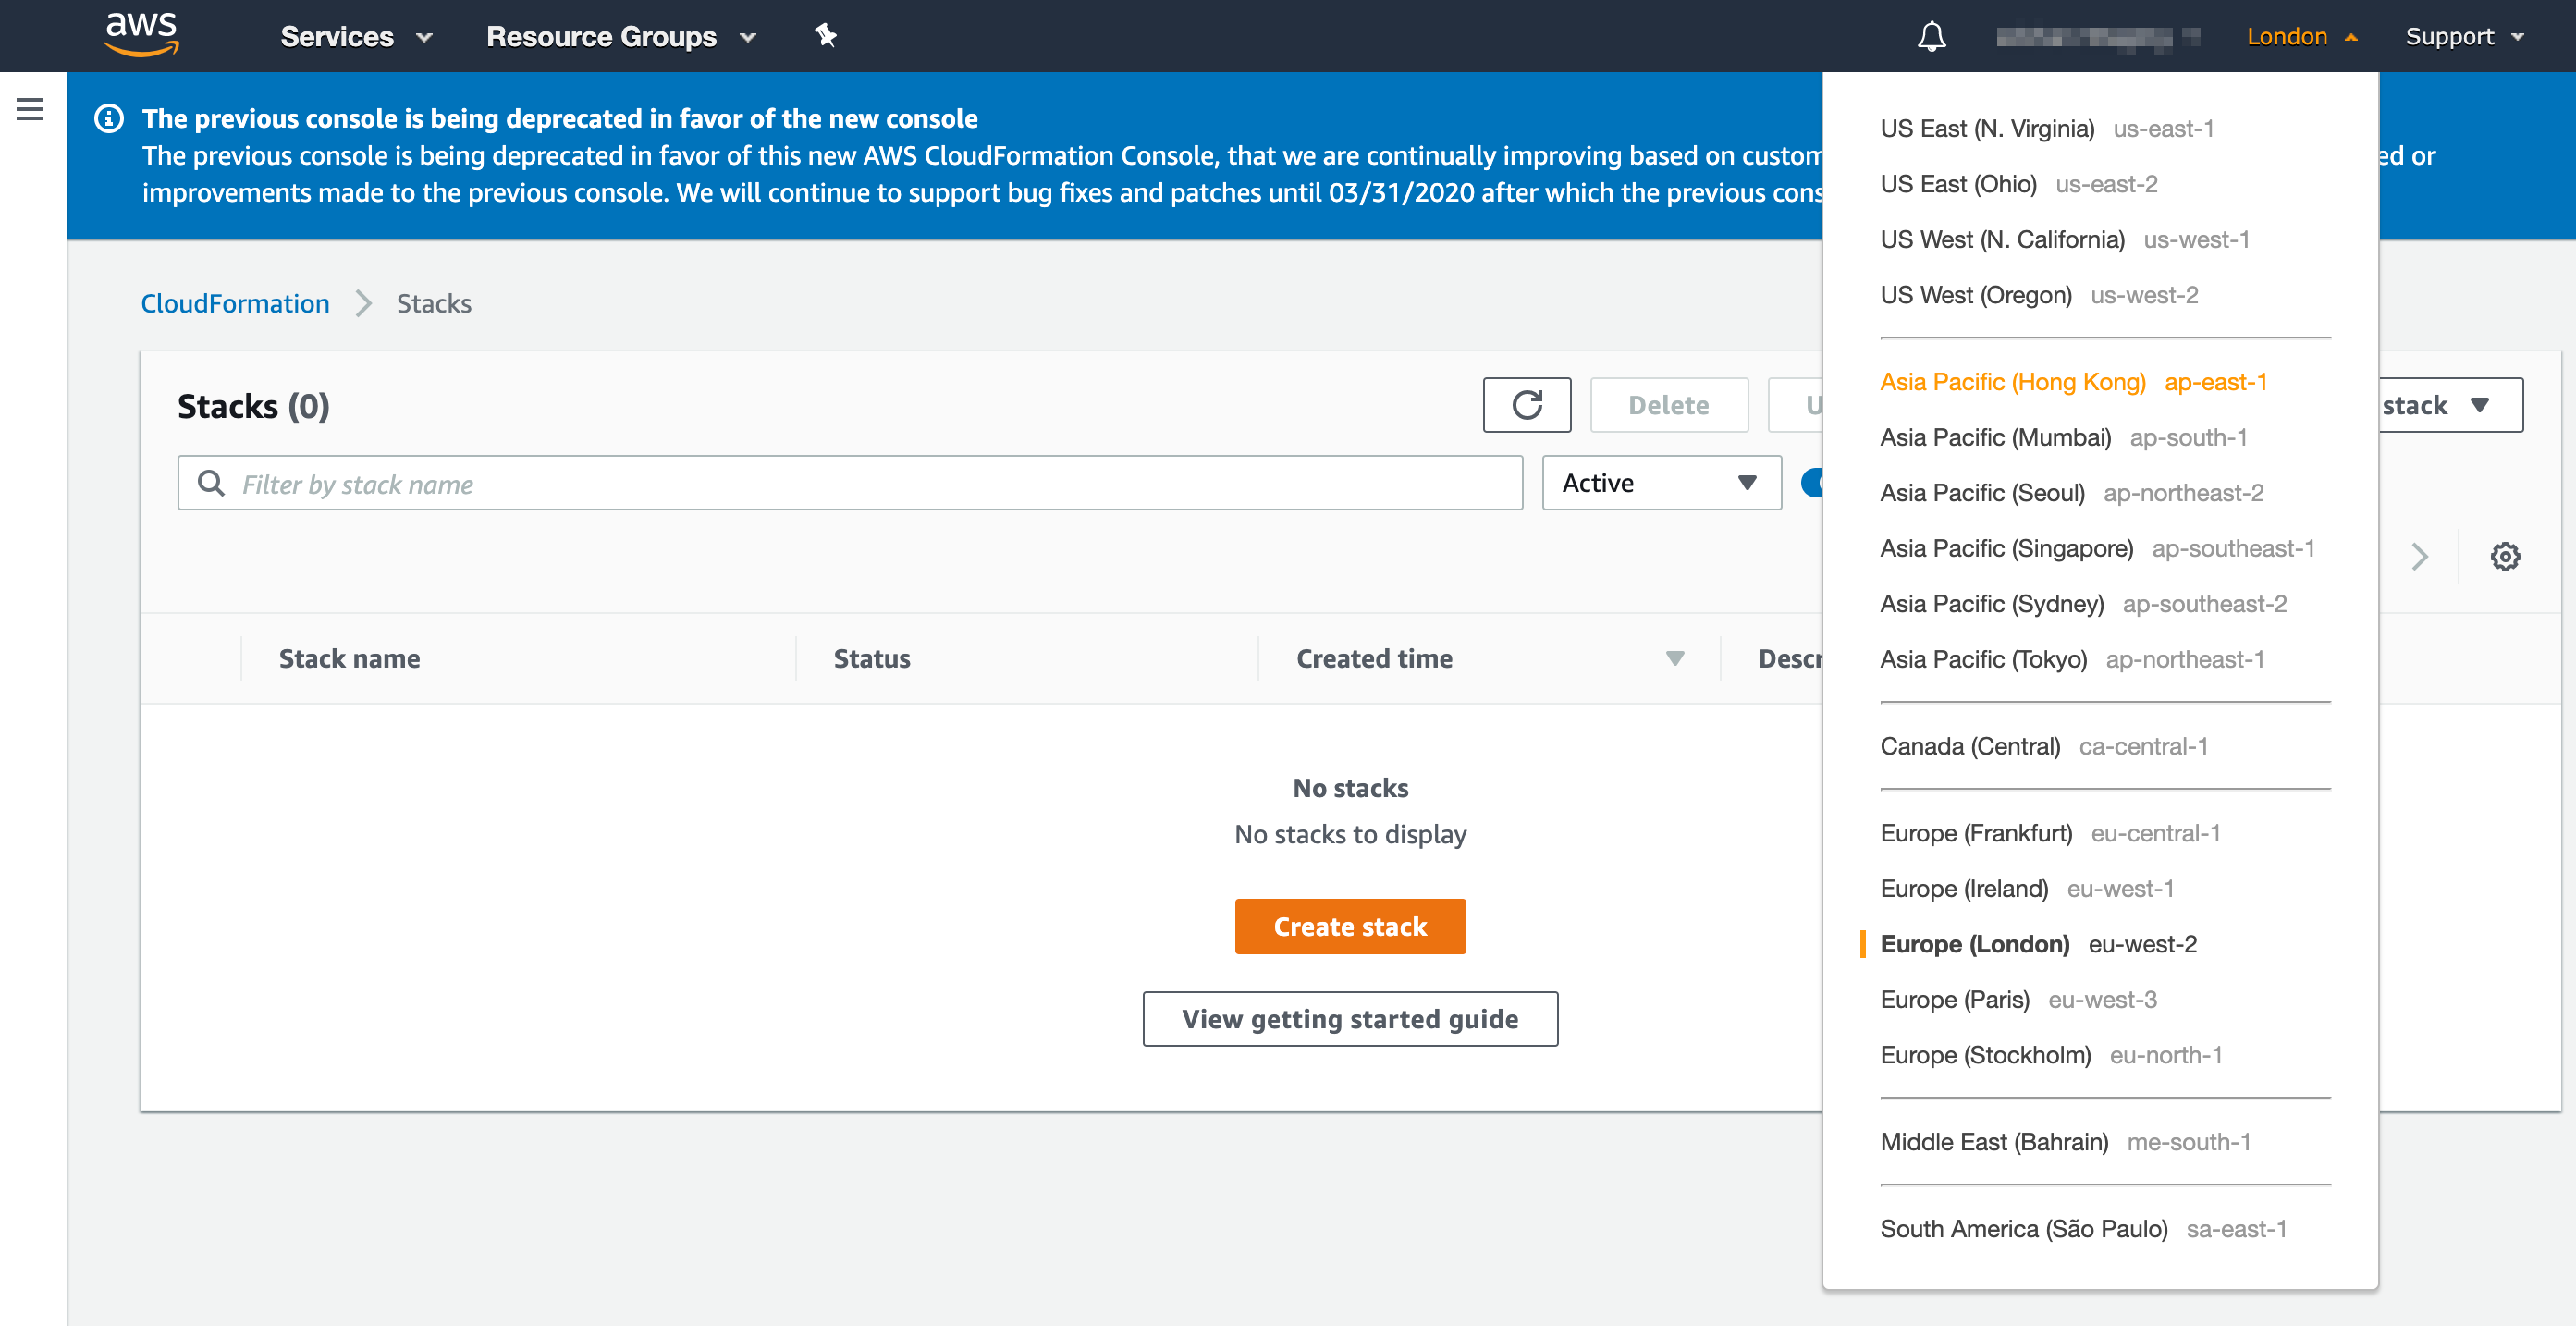 aws
Services
Resource Groups
London
Support
The previous console is being deprecated in favor of the new console
The previous console is being deprecated in favor of this new AWS CloudFormation Console, that we are continually improving based on ed or
improvements made to the previous console. We will continue to support bug fixes and patches until 03/31/2020 after which the previous
CloudFormation
Stacks
Stacks (0)
Delete
stack
Filter by stack name
Active
Stack name
Status
Created time
No stacks
No stacks to display
Create stack
View getting started guide
US East (N. Virginia) us-east-1
US East (Ohio) us-east-2
US West (N. California) us-west-1
US West (Oregon) us-west-2
Asia Pacific (Hong Kong) ap-east-1
Asia Pacific (Mumbai) ap-south-1
Asia Pacific (Seoul) ap-northeast-2
Asia Pacific (Singapore) ap-southeast-1
Asia Pacific (Sydney) ap-southeast-2
Asia Pacific (Tokyo) ap-northeast-1
Canada (Central) ca-central-1
Europe (Frankfurt) eu-central-1
Europe (Ireland) eu-west-1
Europe (London) eu-west-2
Europe (Paris) eu-west-3
Europe (Stockholm) eu-north-1
Middle East (Bahrain) me-south-1
South America (São Paulo) sa-east-1